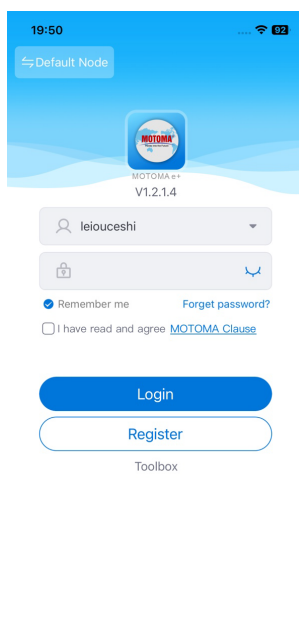 19:50
92
Default Node
MOTOMA
MOTOMA e+
V1.2.1.4
leiouceshi
Remember me
Forget password?
I have read and agree MOTOMA Clause
Login
Register
Toolbox